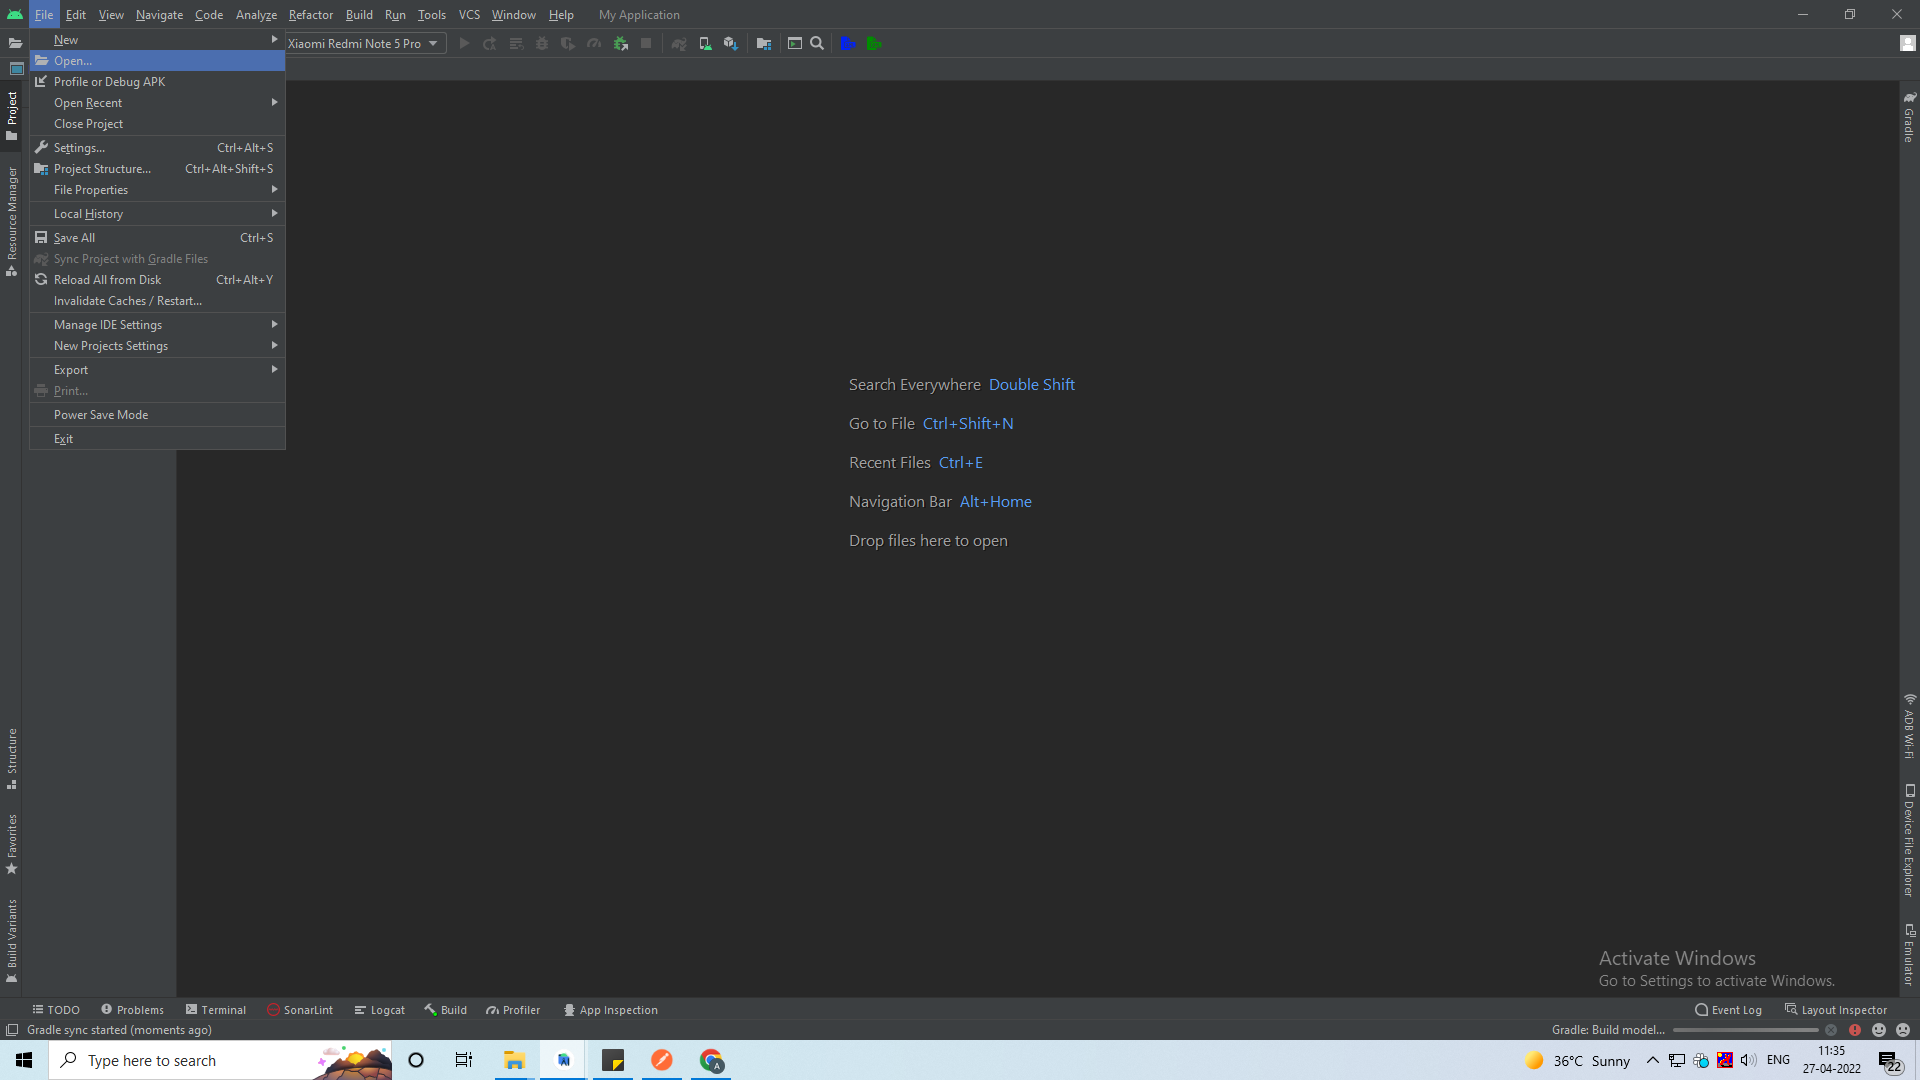 File Edit View Navigate Code Analyze Refactor Build Run Tools VCS Window Help My Application
Xiaomi Redmi Note 5 Pro
New
Open...
Profile or Debug APK
Open Recent
Close Project
Settings... Ctrl+Alt+S
Project Structure... Ctrl+Alt+Shift+S
File Properties
Local History
Save All Ctrl+S
Sync Project with Gradle Files
Reload All from Disk Ctrl+Alt+Y
Invalidate Caches / Restart...
Manage IDE Settings
New Projects Settings
Export
Print...
Power Save Mode
Exit
Project
Resource Manager
Structure
Favorites
Build Variants
Search Everywhere Double Shift
Go to File Ctrl+Shift+N
Recent Files Ctrl+E
Navigation Bar Alt+Home
Drop files here to open
Gradle
ADB Wi-Fi
Device File Explorer
Emulator
Activate Windows
Go to Settings to activate Windows.
TODO Problems Terminal SonarLint Logcat Build Profiler App Inspection Event Log Layout Inspector
Gradle sync started (moments ago) Gradle: Build model...
Type here to search
36°C Sunny
ENG
11:35
27-04-2022
22